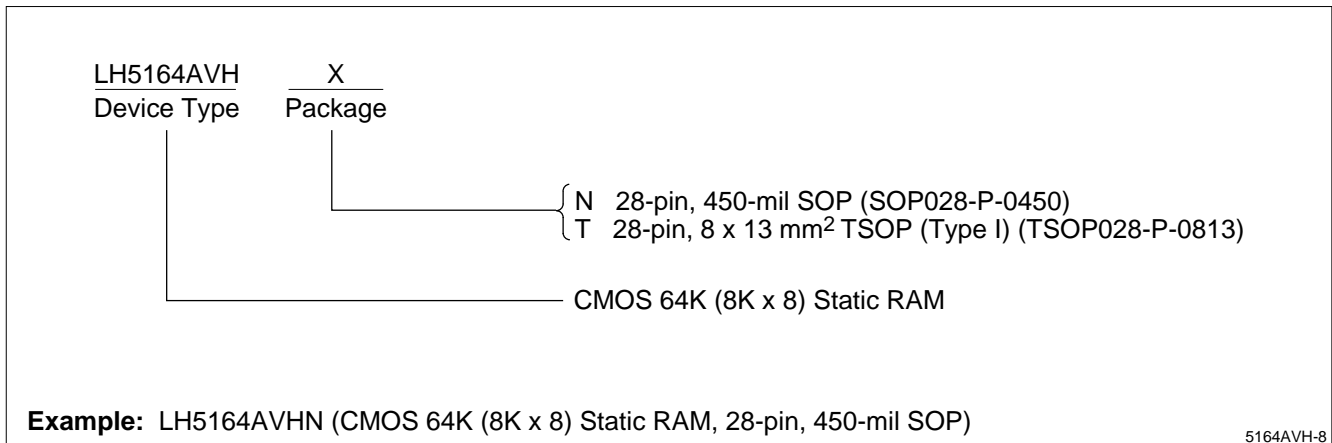 LH5164AVH X
Device Type Package
N 28-pin, 450-mil SOP (SOP028-P-0450)
T 28-pin, 8 x 13 mm2 TSOP (Type I) (TSOP028-P-0813)
CMOS 64K (8K x 8) Static RAM
Example: LH5164AVHN (CMOS 64K (8K x 8) Static RAM, 28-pin, 450-mil SOP)
5164AVH-8